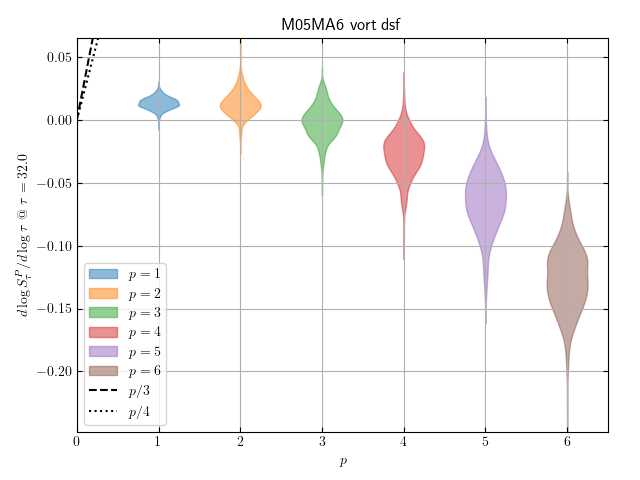 M05MA6 vort dsf
d log S_τ^P / d log τ @ τ = 32.0
0.05
0.00
−0.05
−0.10
−0.15
−0.20
p = 1
p = 2
p = 3
p = 4
p = 5
p = 6
p/3
p/4
0 1 2 3 4 5 6
p